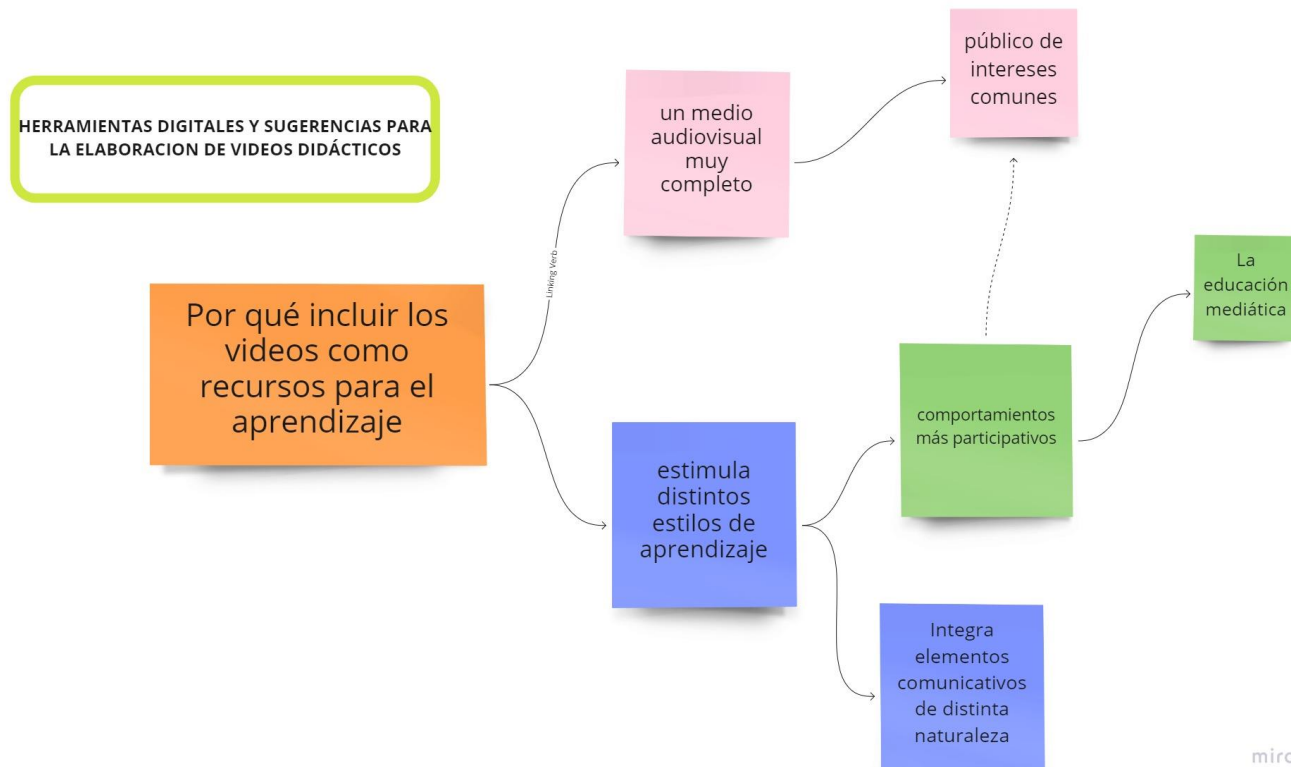 HERRAMIENTAS DIGITALES Y SUGERENCIAS PARA
LA ELABORACION DE VIDEOS DIDÁCTICOS
Por qué incluir los
videos como
recursos para el
aprendizaje
Linking Verb
un medio
audiovisual
muy
completo
público de
intereses
comunes
estimula
distintos
estilos de
aprendizaje
comportamientos
más participativos
La
educación
mediática
Integra
elementos
comunicativos
de distinta
naturaleza
miro